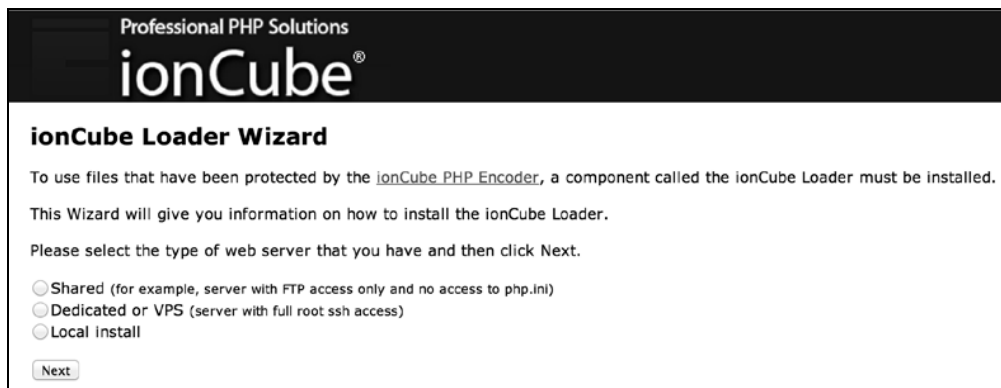 Professional PHP Solutions
ionCube®
ionCube Loader Wizard
To use files that have been protected by the ionCube PHP Encoder, a component called the ionCube Loader must be installed.
This Wizard will give you information on how to install the ionCube Loader.
Please select the type of web server that you have and then click Next.
Shared (for example, server with FTP access only and no access to php.ini)
Dedicated or VPS (server with full root ssh access)
Local install
Next